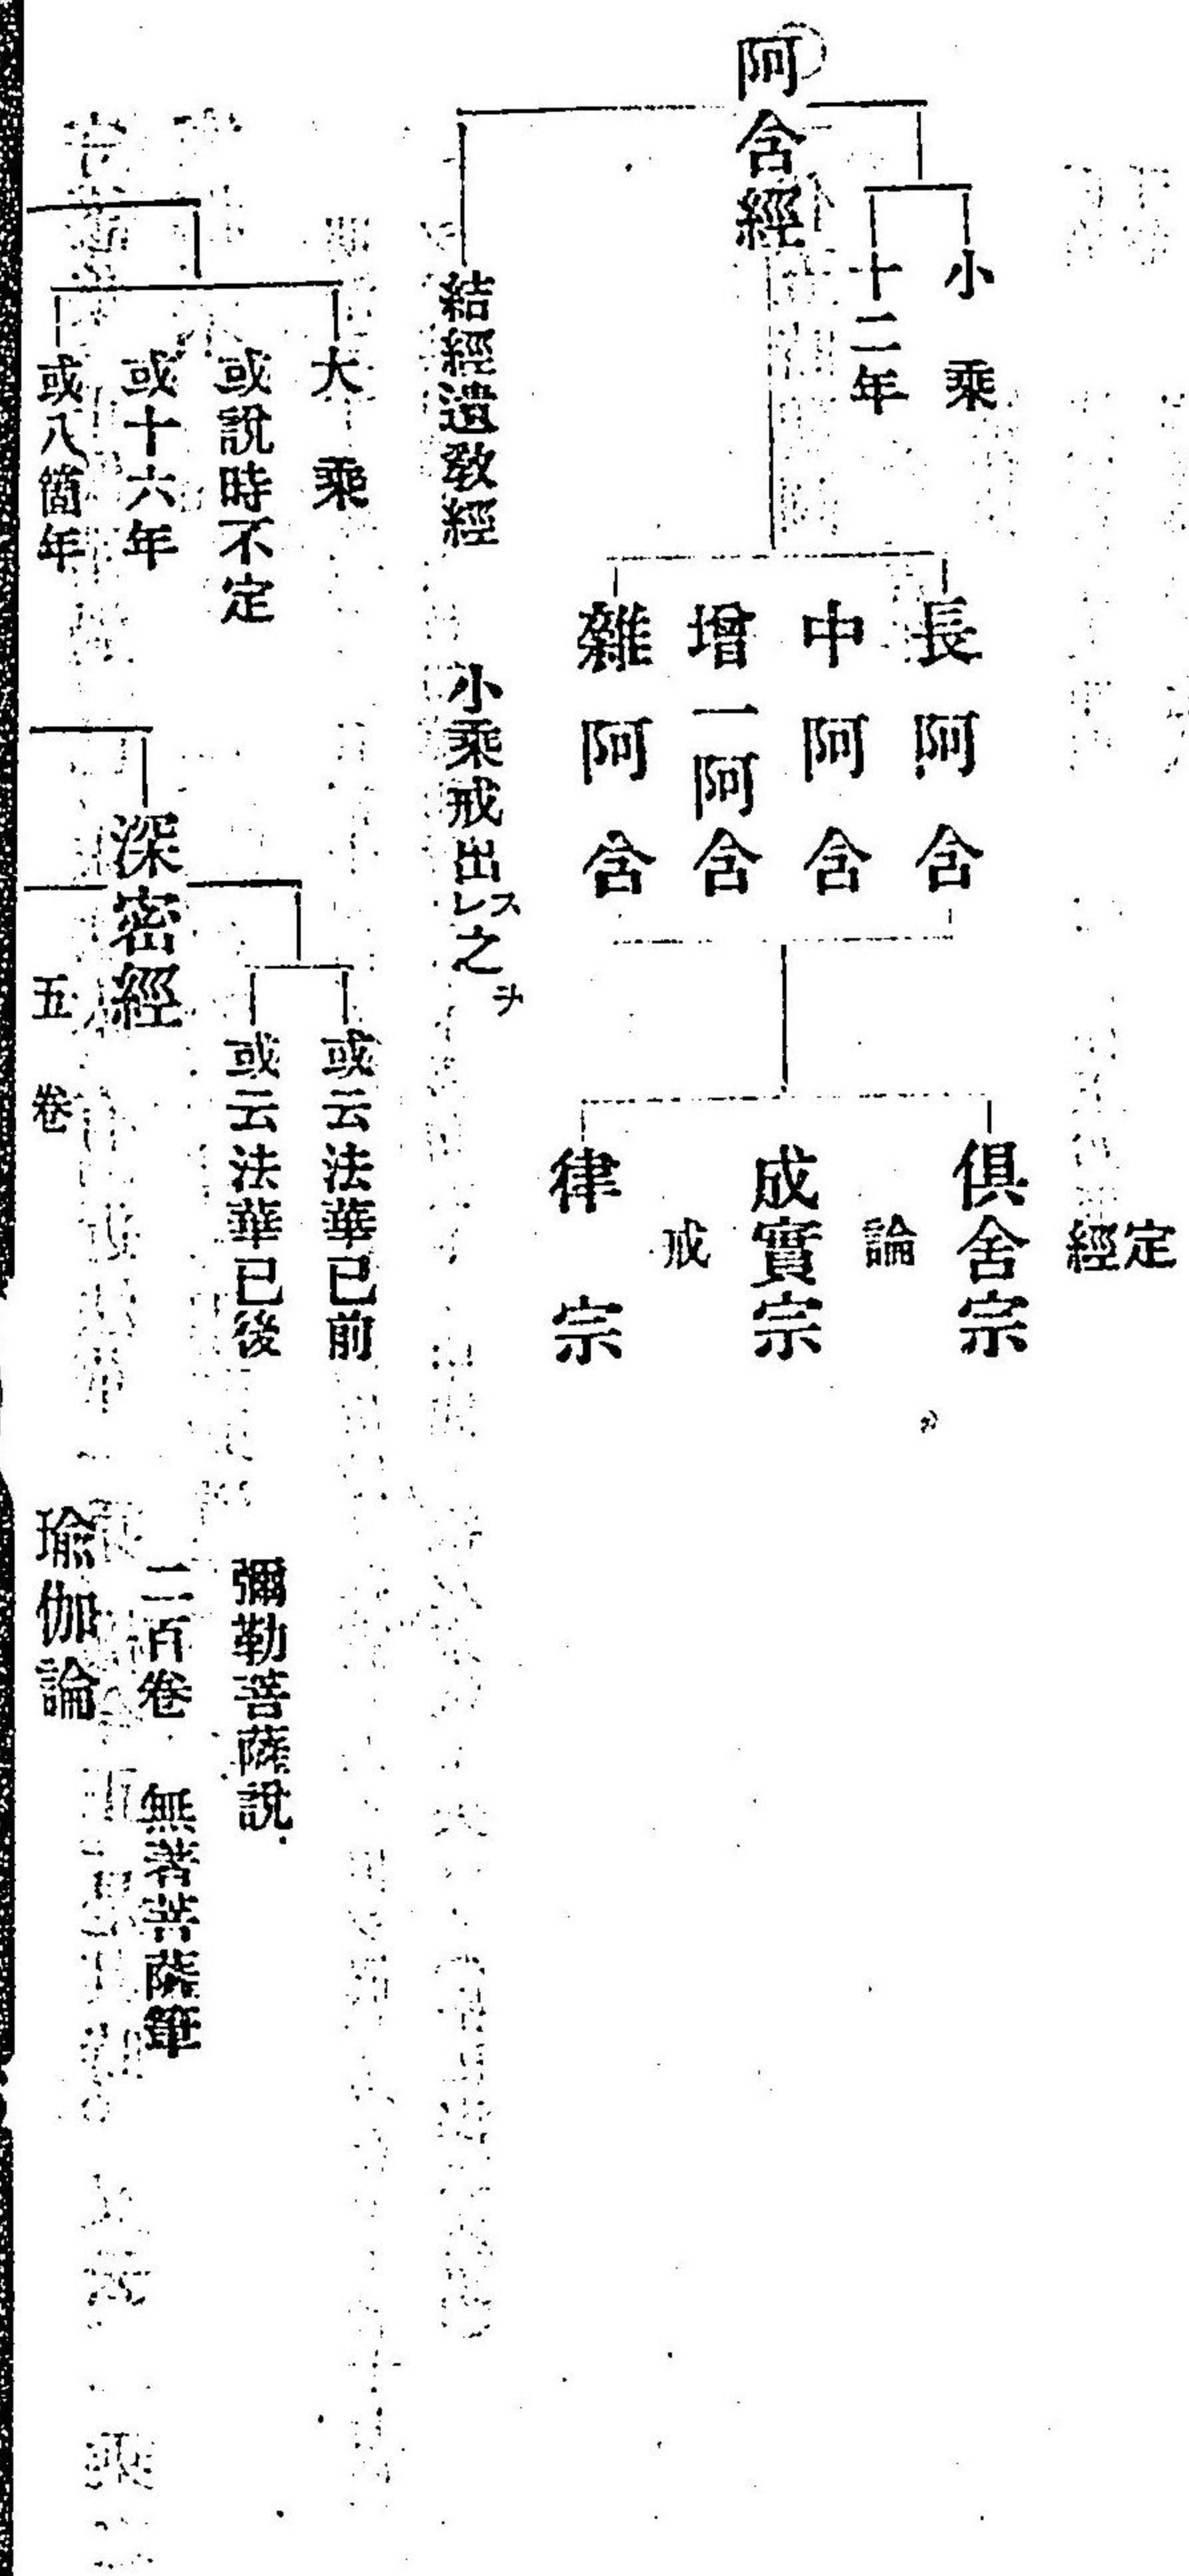 小乘
十二年
阿含經
長阿含
中阿含
增一阿含
雜阿含
定
經
俱舍宗
論
成實宗
戒
律宗
結經遺敎經
小乘戒出レス之ヲ
大乘
或說時不定
或十六年
或八箇年
或云法華已前
或云法華已後
深密經
五卷
彌勒菩薩說
二百卷 無著菩薩筆
瑜伽論